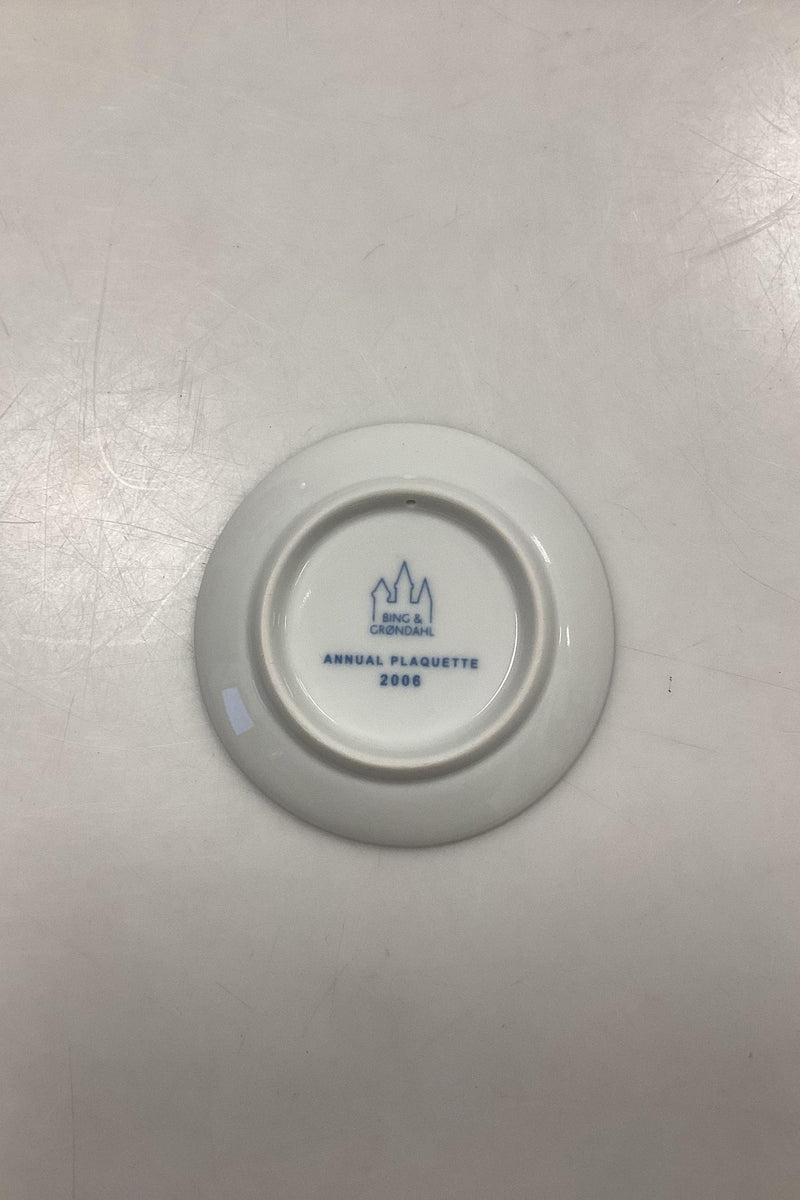 BING &
GRØNDAHL
ANNUAL PLAQUETTE
2006